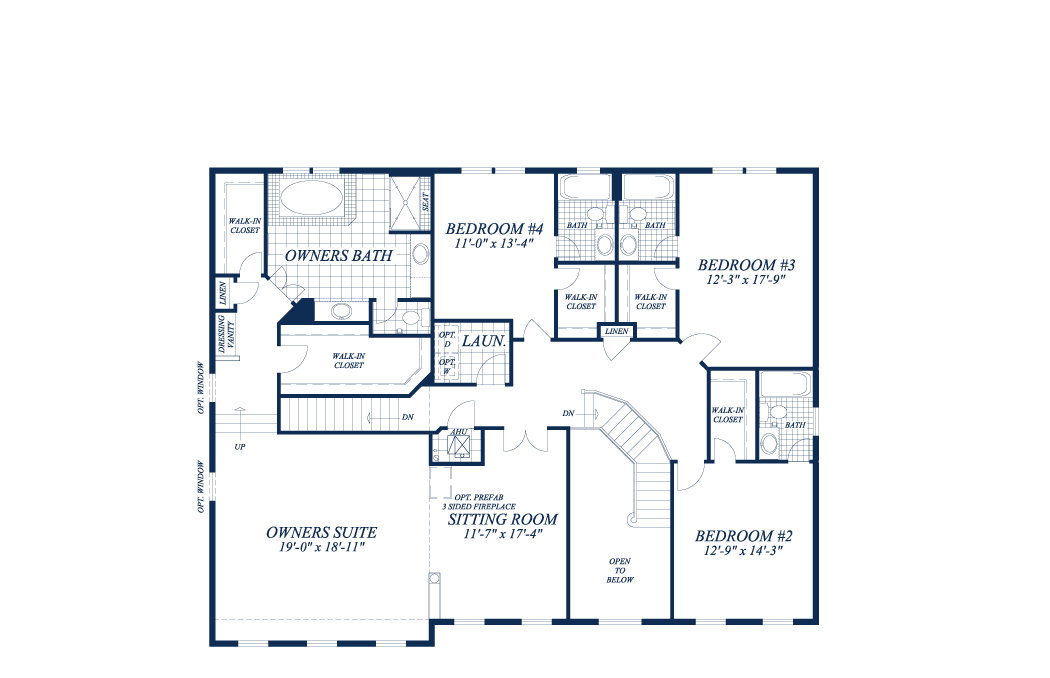 WALK-IN
CLOSET
SEAT
OWNERS BATH
LINEN
DRESSING
VANITY
WALK-IN
CLOSET
OPT. WINDOW
UP
OPT. WINDOW
DN
BEDROOM #4
11'-0" x 13'-4"
BATH
BATH
WALK-IN
CLOSET
WALK-IN
CLOSET
LINEN
BEDROOM #3
12'-3" x 17'-9"
OPT.
D
OPT.
W
LAUN.
AHU
DN
WALK-IN
CLOSET
BATH
OPT. PREFAB
3 SIDED FIREPLACE
SITTING ROOM
11'-7" x 17'-4"
OWNERS SUITE
19'-0" x 18'-11"
OPEN
TO
BELOW
BEDROOM #2
12'-9" x 14'-3"